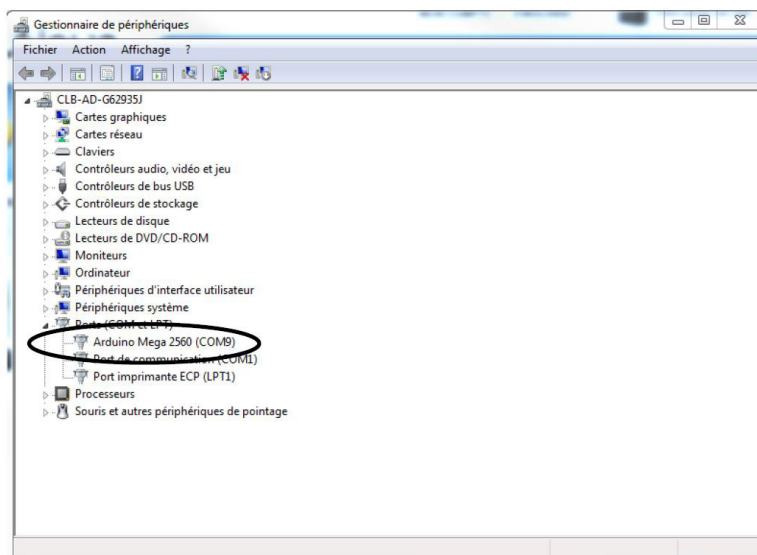 Gestionnaire de périphériques
Fichier Action Affichage ?
CLB-AD-G62935J
Cartes graphiques
Cartes réseau
Claviers
Contrôleurs audio, vidéo et jeu
Contrôleurs de bus USB
Contrôleurs de stockage
Lecteurs de disque
Lecteurs de DVD/CD-ROM
Moniteurs
Ordinateur
Périphériques d'interface utilisateur
Périphériques système
Ports (COM et LPT)
Arduino Mega 2560 (COM9)
Port de communication (COM1)
Port imprimante ECP (LPT1)
Processeurs
Souris et autres périphériques de pointage